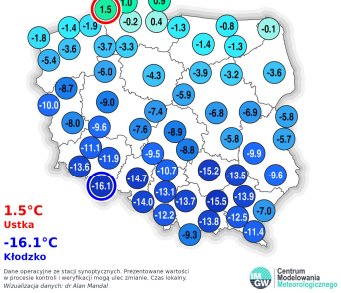 1.5 1.0 0.9
-1.8 -1.4 -1.9 -0.2 0.4 -1.3 -0.8 -0.1
-3.6 -3.7 -3.3 -1.4 -1.3
-5.4 -6.0 -4.3 -3.9 -3.2 -3.6
-8.7 -5.9
-10.0 -9.0 -7.4 -6.8 -6.9 -5.8
-8.0 -9.6 -7.6 -8.9 -5.8 -5.7
-11.1 -11.9 -9.5 -8.8 -9.9
-13.6 -10.7 -15.2 -13.5 -9.6
-16.1 -14.7 -13.1 -13.7 -15.5 -13.9
-14.0 -12.2 -13.8 -12.5 -7.0
-9.3 -11.4
1.5°C
Ustka
-16.1°C
Kłodzko
Dane operacyjne ze stacji synoptycznych. Prezentowane wartości
w procesie kontroli i weryfikacji mogą ulec zmianie. Czas lokalny.
Wizualizacja danych: dr Alan Mandal
IM
GW
Centrum
Modelowania
Meteorologicznego